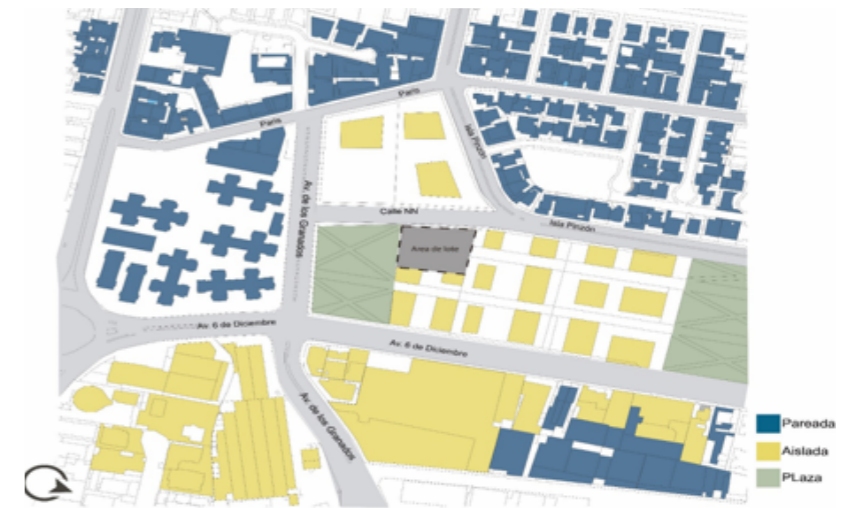 Paris
Paris
Isla Pinzón
Av. de los Granados
Calle NN
Isla Pinzón
Area de lote
Av. 6 de Diciembre
Av. 6 de Diciembre
Av. de los Granados
Pareada
Aislada
PLaza